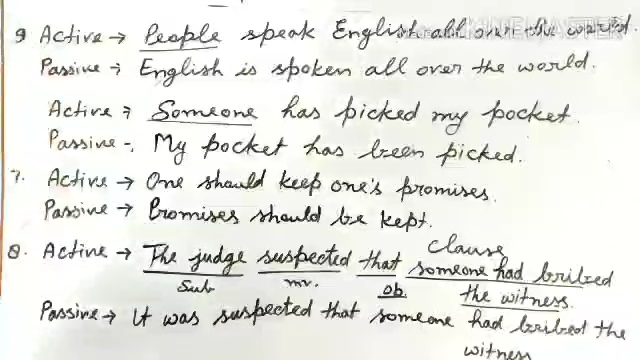 9 Active → People speak English all over the world.
Passive → English is spoken all over the world.
Active → Someone has picked my pocket.
Passive -. My pocket has been picked.
7. Active → One should keep one's promises.
Passive → Promises should be kept.
Clause
8. Active → The judge suspected that someone had bribed
Sub mv. ob. the witness.
Passive → It was suspected that someone had bribed the
witness